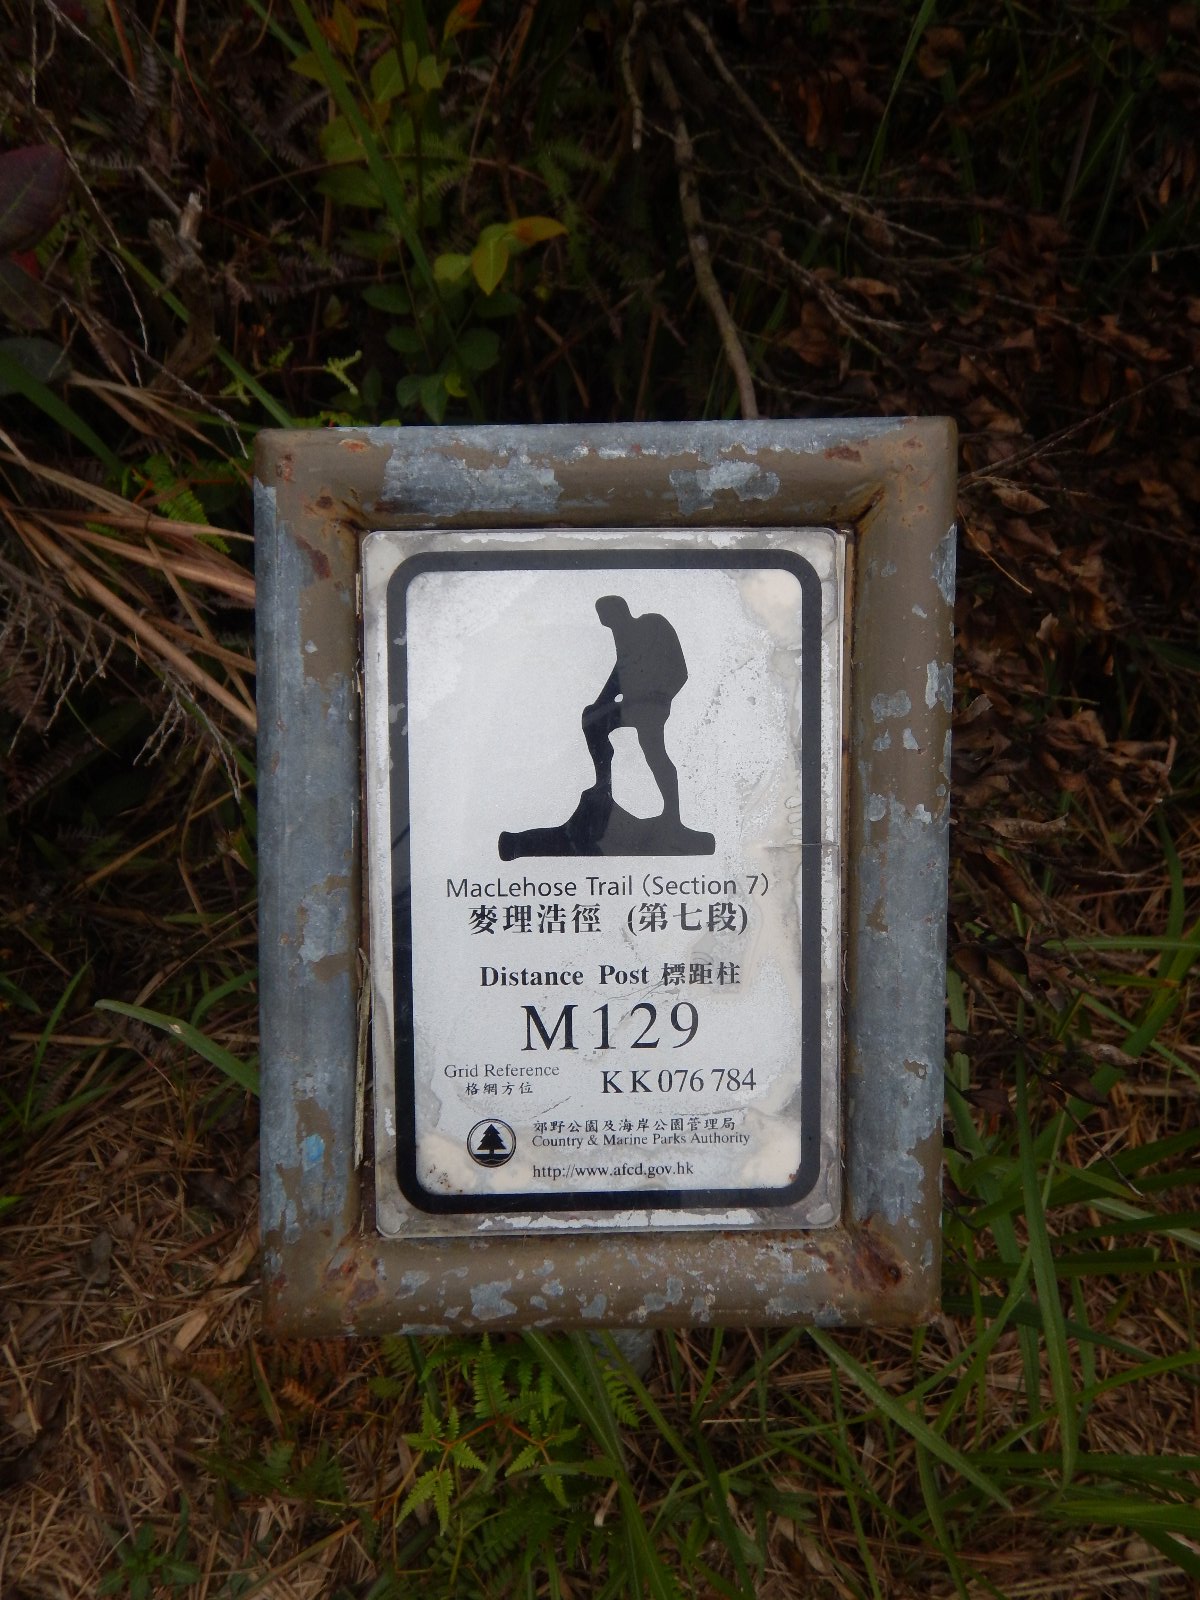 MacLehose Trail (Section 7)
麥理浩徑 (第七段)
Distance Post 標距柱
M129
Grid Reference
格網方位
KK076 784
郊野公園及海岸公園管理局
Country & Marine Parks Authority
http://www.afcd.gov.hk